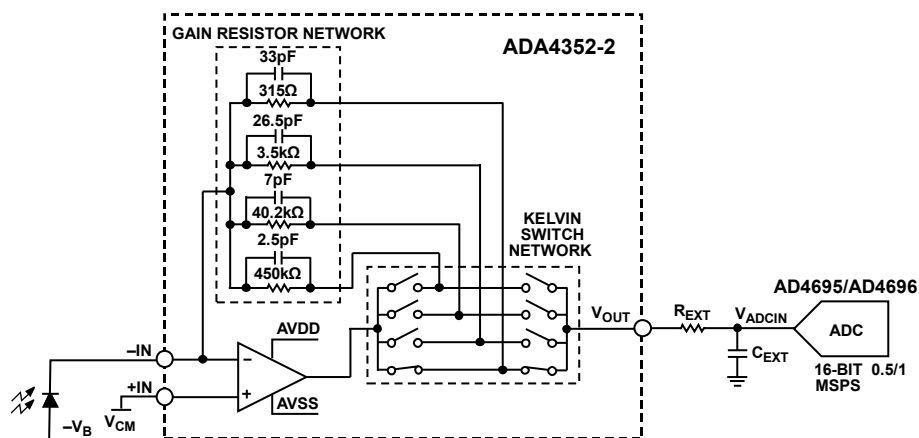 GAIN RESISTOR NETWORK
ADA4352-2
33pF
315Ω
26.5pF
3.5kΩ
7pF
40.2kΩ
2.5pF
450kΩ
KELVIN
SWITCH
NETWORK
AD4695/AD4696
VOUT
REXT
VADCIN
ADC
CEXT
16-BIT 0.5/1
MSPS
–IN
AVDD
–
+IN
+
VCM
AVSS
–VB